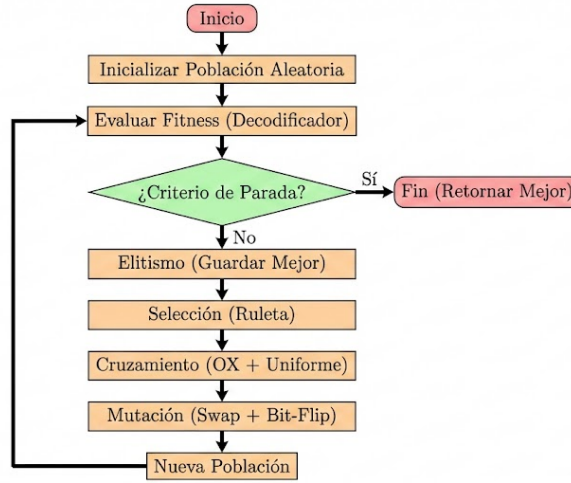 Inicio
Inicializar Población Aleatoria
Evaluar Fitness (Decodificador)
¿Criterio de Parada?
Sí
Fin (Retornar Mejor)
No
Elitismo (Guardar Mejor)
Selección (Ruleta)
Cruzamiento (OX + Uniforme)
Mutación (Swap + Bit-Flip)
Nueva Población